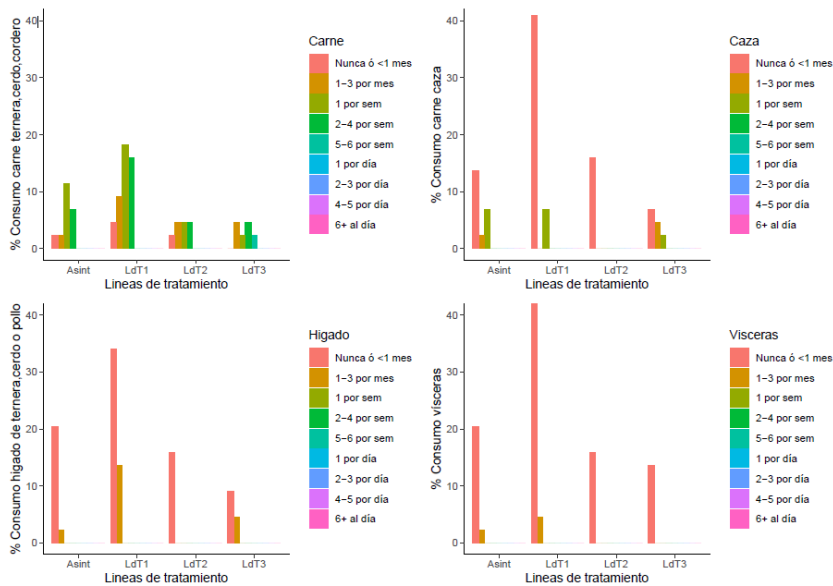 % Consumo carne ternera,cerdo,cordero
40
30
20
10
0
Asint
LdT1
LdT2
LdT3
Lineas de tratamiento
Carne
Nunca ó <1 mes
1−3 por mes
1 por sem
2−4 por sem
5−6 por sem
1 por día
2−3 por día
4−5 por día
6+ al día
% Consumo carne caza
40
30
20
10
0
Asint
LdT1
LdT2
LdT3
Lineas de tratamiento
Caza
Nunca ó <1 mes
1−3 por mes
1 por sem
2−4 por sem
5−6 por sem
1 por día
2−3 por día
4−5 por día
6+ al día
% Consumo higado de ternera,cerdo o pollo
40
30
20
10
0
Asint
LdT1
LdT2
LdT3
Lineas de tratamiento
Higado
Nunca ó <1 mes
1−3 por mes
1 por sem
2−4 por sem
5−6 por sem
1 por día
2−3 por día
4−5 por día
6+ al día
% Consumo vísceras
40
30
20
10
0
Asint
LdT1
LdT2
LdT3
Lineas de tratamiento
Visceras
Nunca ó <1 mes
1−3 por mes
1 por sem
2−4 por sem
5−6 por sem
1 por día
2−3 por día
4−5 por día
6+ al día